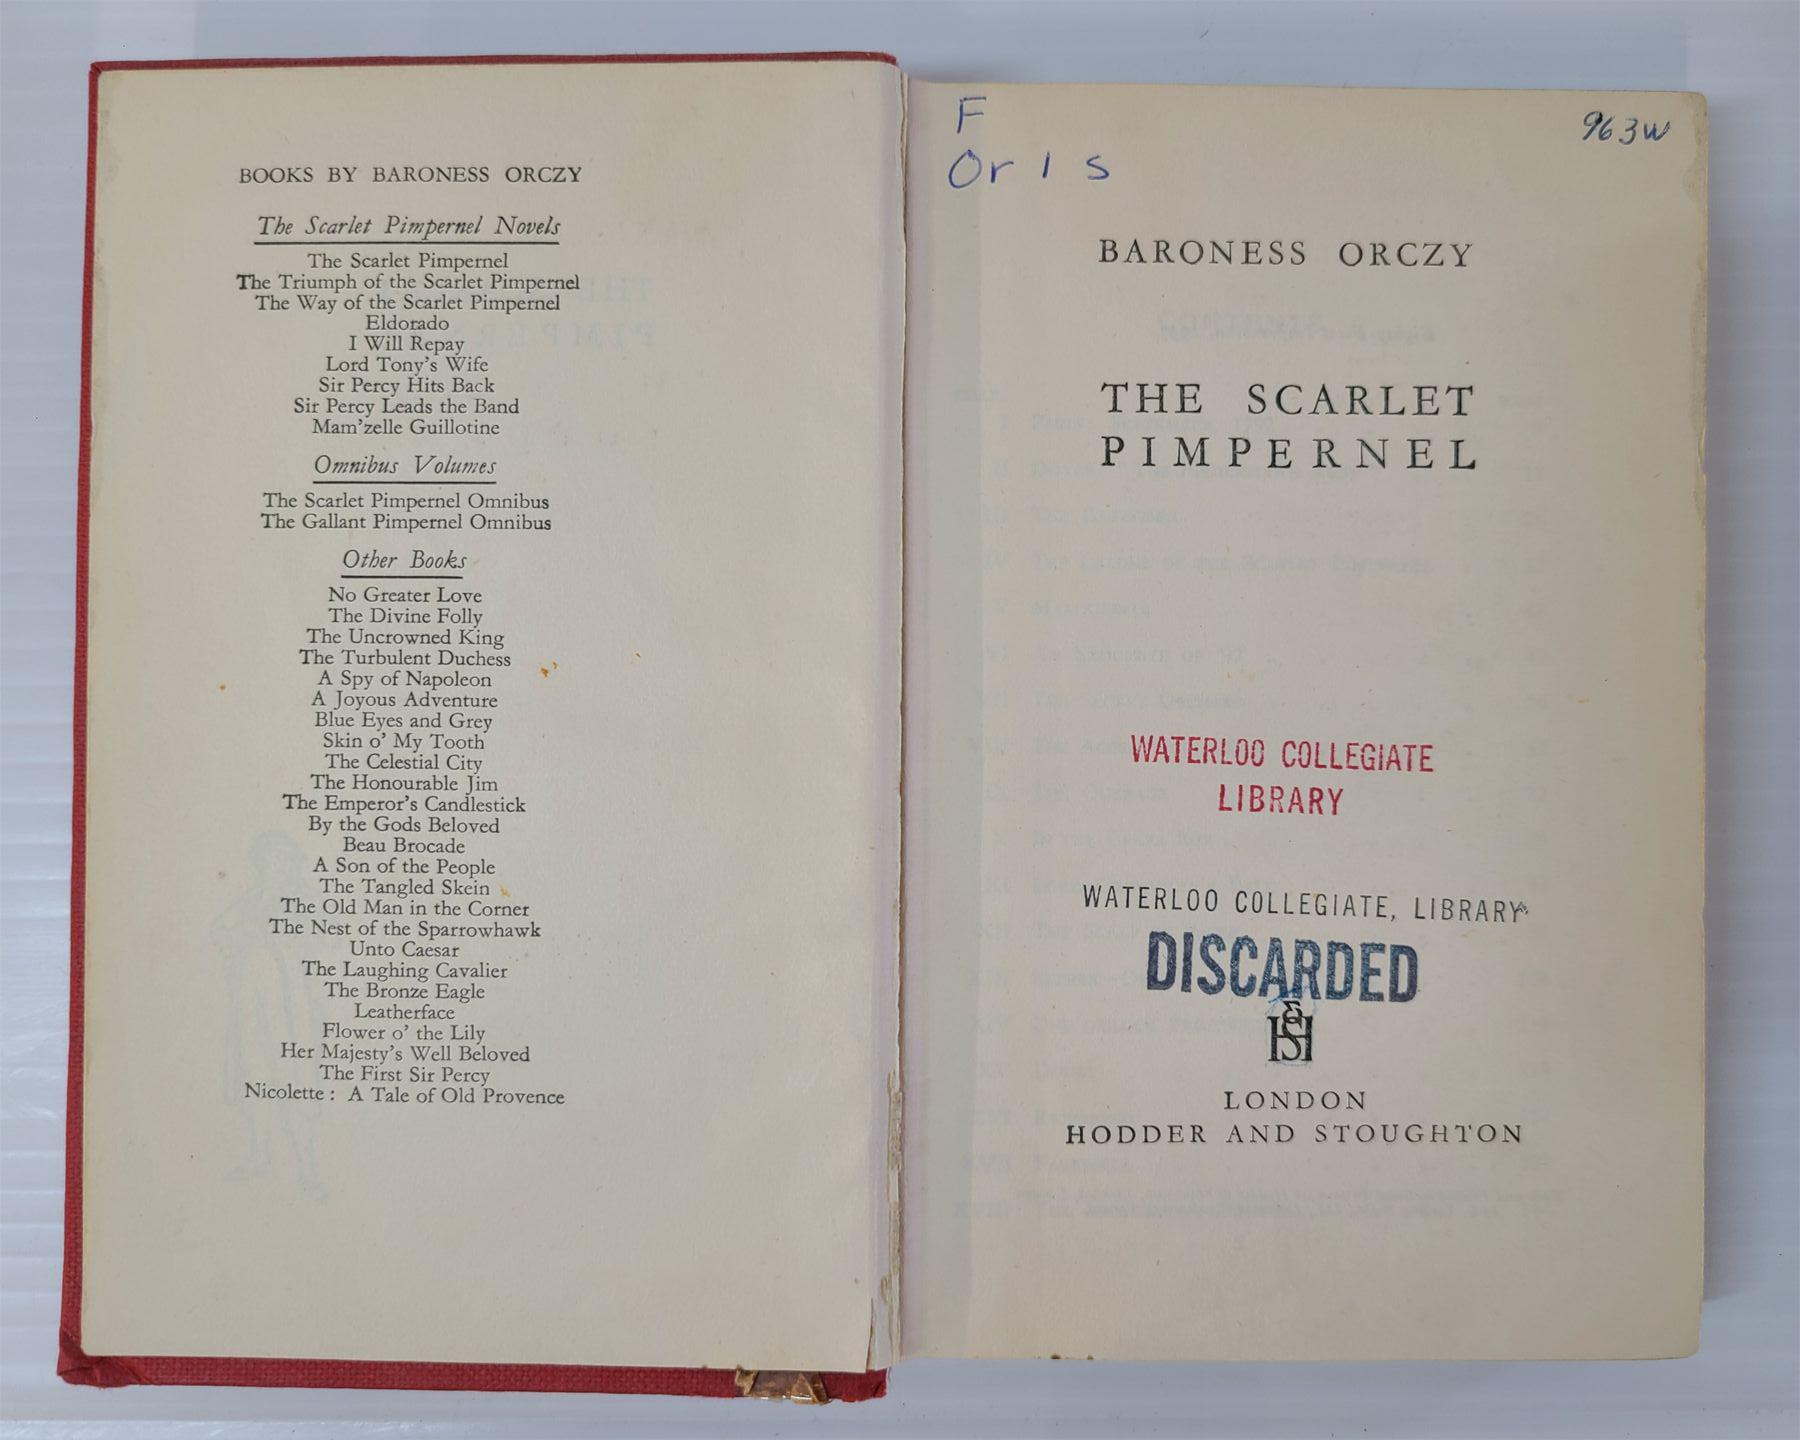 BOOKS BY BARONESS ORCZY
The Scarlet Pimpernel Novels
The Scarlet Pimpernel
The Triumph of the Scarlet Pimpernel
The Way of the Scarlet Pimpernel
Eldorado
I Will Repay
Lord Tony's Wife
Sir Percy Hits Back
Sir Percy Leads the Band
Mam'zelle Guillotine
Omnibus Volumes
The Scarlet Pimpernel Omnibus
The Gallant Pimpernel Omnibus
Other Books
No Greater Love
The Divine Folly
The Uncrowned King
The Turbulent Duchess
A Spy of Napoleon
A Joyous Adventure
Blue Eyes and Grey
Skin o' My Tooth
The Celestial City
The Honourable Jim
The Emperor's Candlestick
By the Gods Beloved
Beau Brocade
A Son of the People
The Tangled Skein
The Old Man in the Corner
The Nest of the Sparrowhawk
Unto Caesar
The Laughing Cavalier
The Bronze Eagle
Leatherface
Flower o' the Lily
Her Majesty's Well Beloved
The First Sir Percy
Nicolette : A Tale of Old Provence
F
Or 1 s
963w
BARONESS ORCZY
THE SCARLET
PIMPERNEL
WATERLOO COLLEGIATE
LIBRARY
WATERLOO COLLEGIATE, LIBRARY
DISCARDED
H&S
LONDON
HODDER AND STOUGHTON